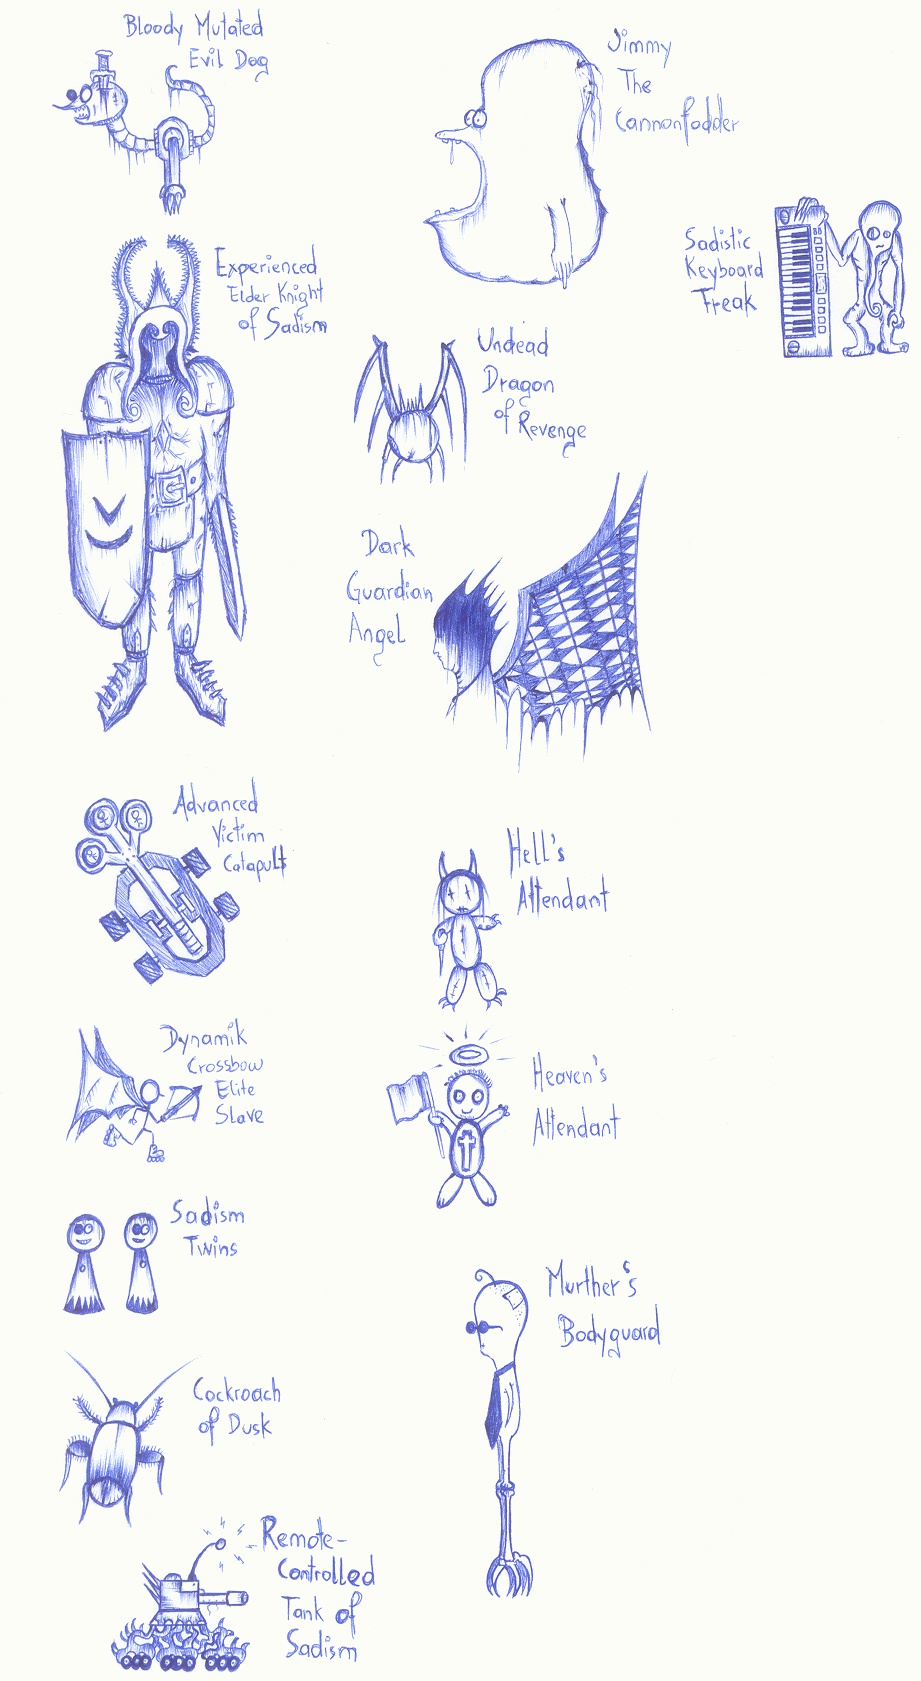 Bloody Mutated
Evil Dog
Jimmy
The
Cannonfodder
Sadistic
Keyboard
Freak
Experienced
Elder Knight
of Sadism
Undead
Dragon
of Revenge
Dark
Guardian
Angel
Advanced
Victim
Catapult
Hell's
Attendant
Dynamik
Crossbow
Elite
Slave
Heaven's
Attendant
Sadism
Twins
Murther's
Bodyguard
Cockroach
of Dusk
Remote-
Controlled
Tank of
Sadism